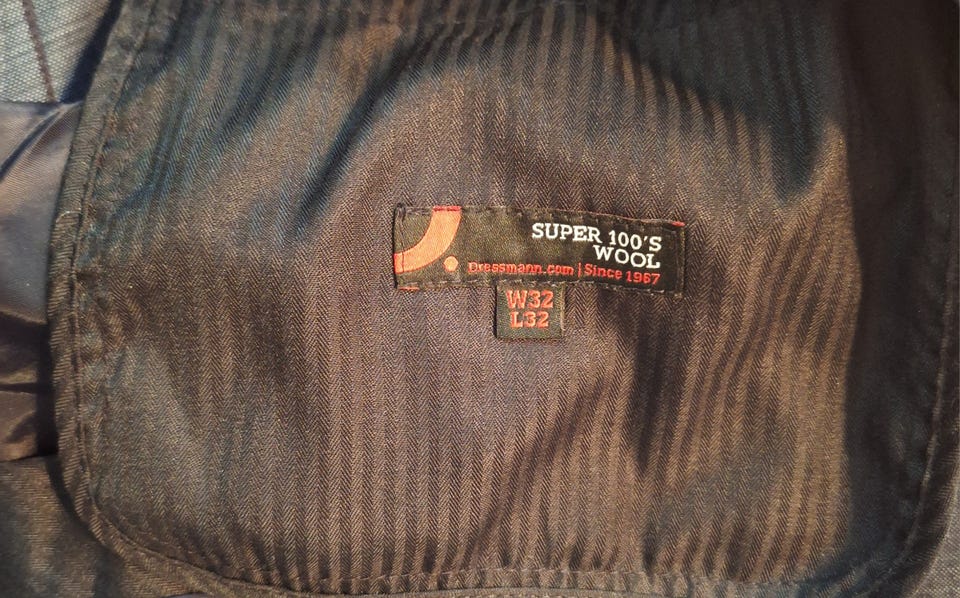 SUPER 100'S
WOOL
Dressmann.com | Since 1967
W32
L32